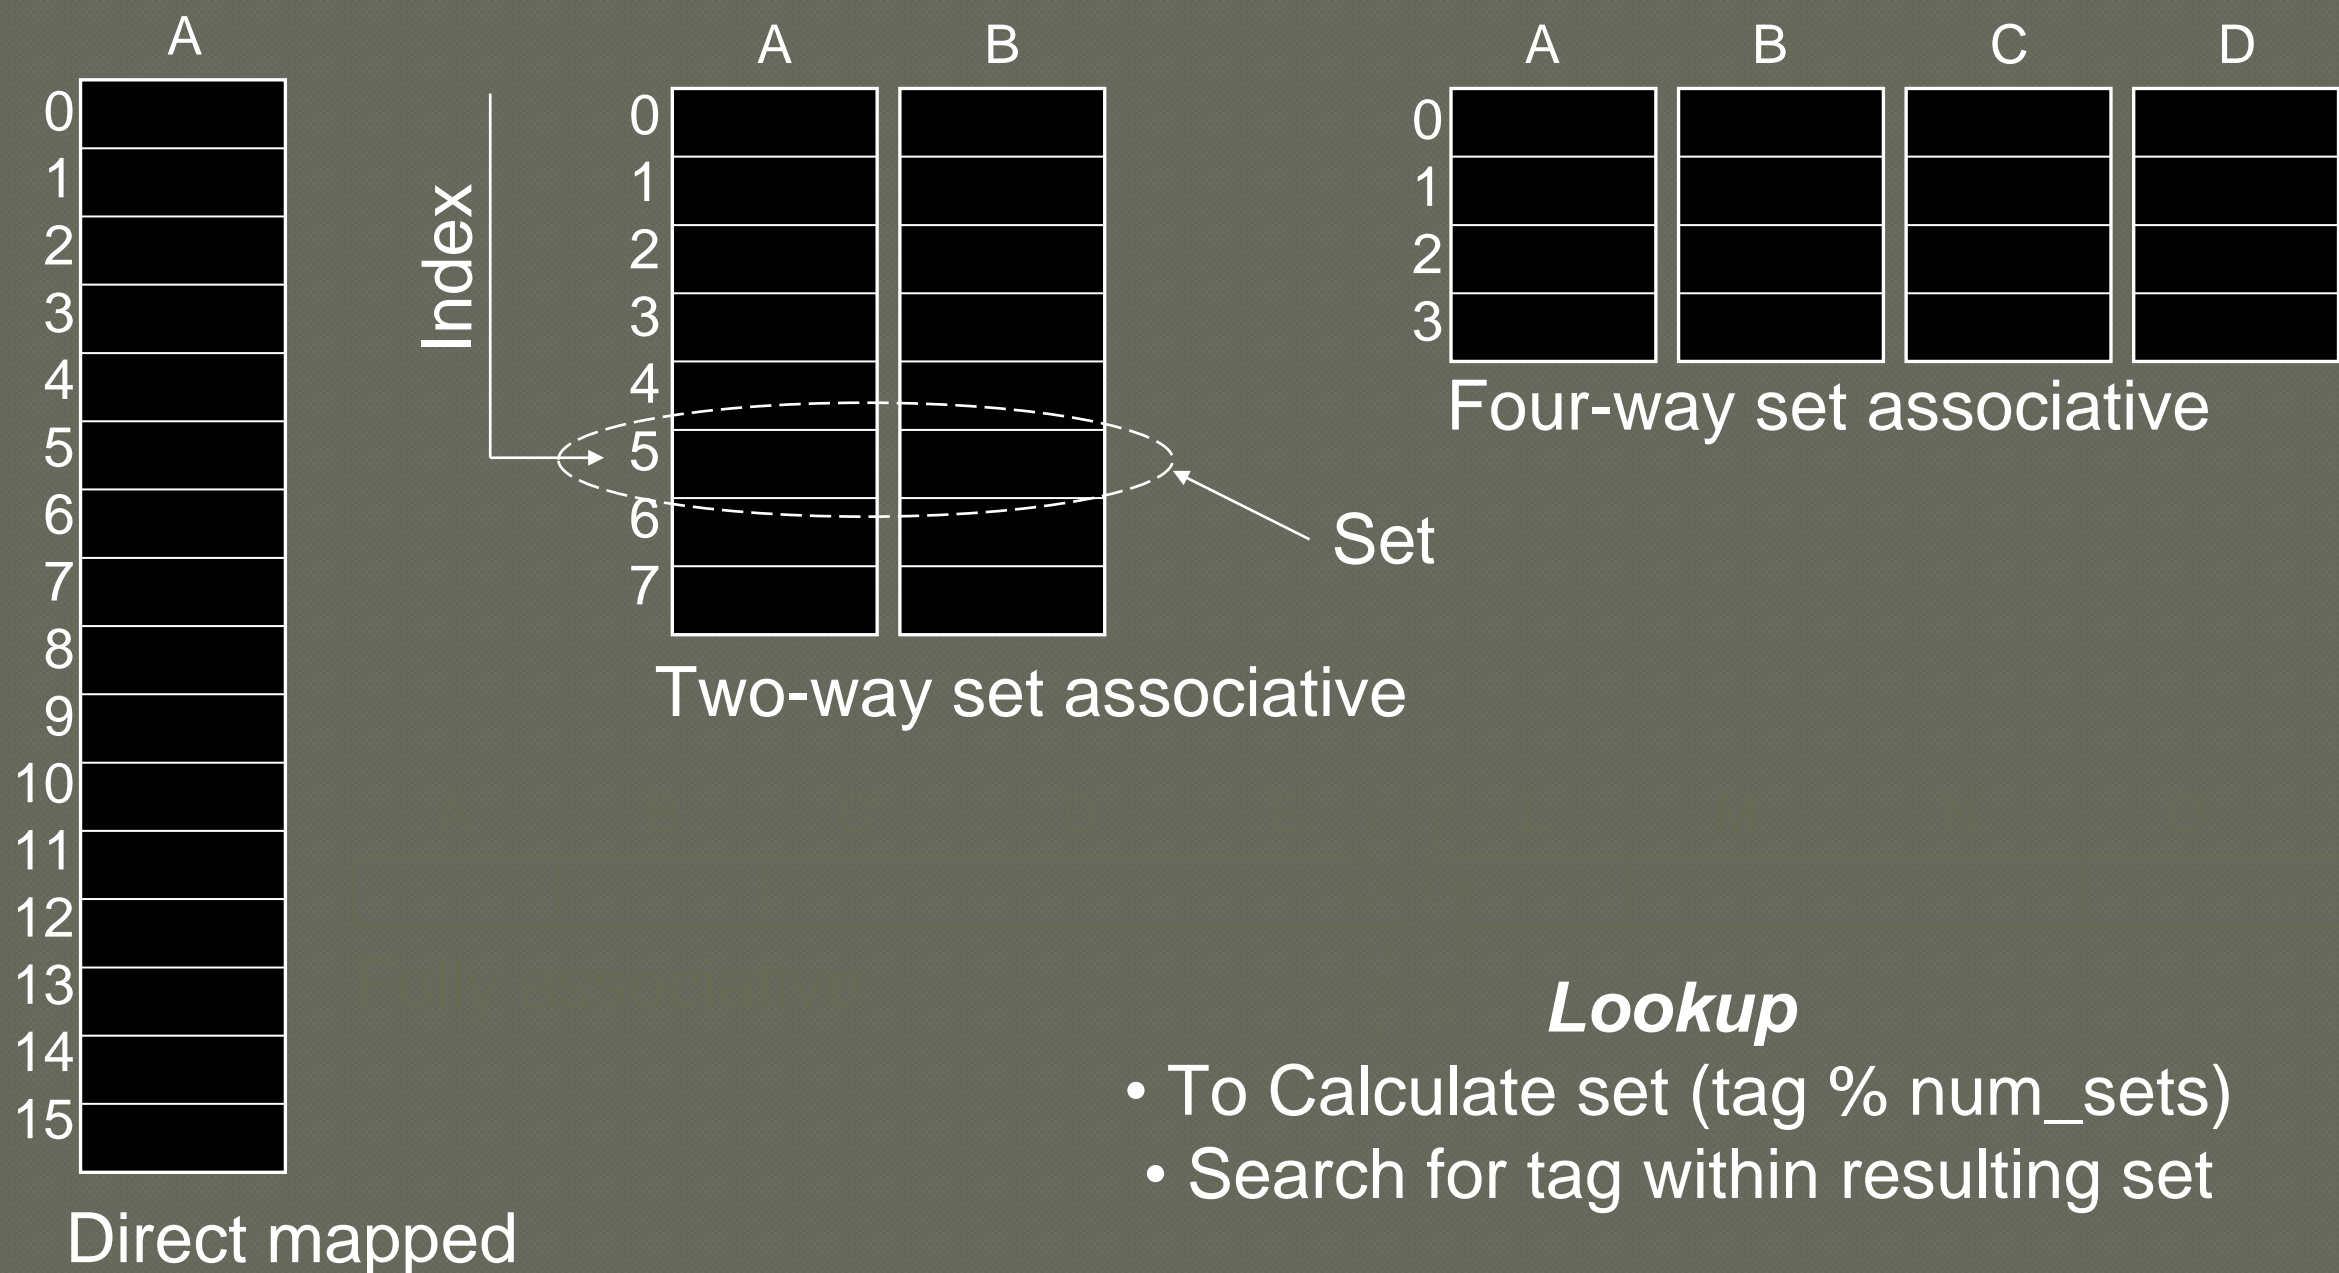 A
0
1
2
3
4
5
6
7
8
9
10
11
12
13
14
15
Direct mapped
Index
A B
0
1
2
3
4
5
6
7
Two-way set associative
Set
A B C D
0
1
2
3
Four-way set associative
Lookup
• To Calculate set (tag % num_sets)
• Search for tag within resulting set